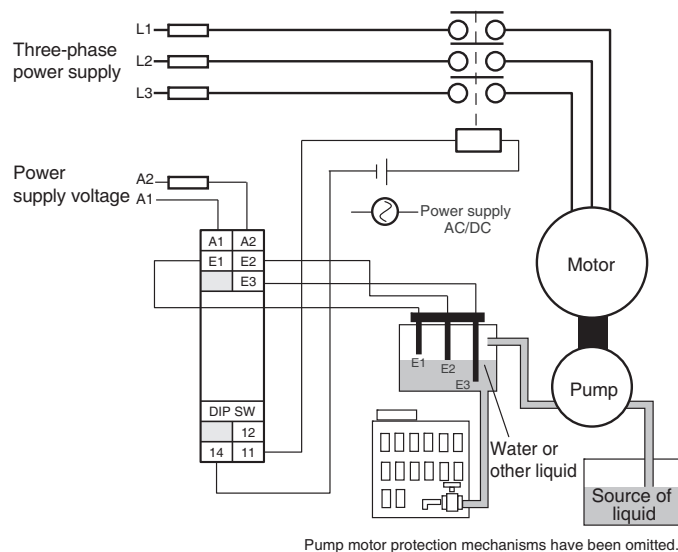 L1
Three-phase
power supply
L2
L3
Power
supply voltage
A2
A1
Power supply
AC/DC
A1 A2
E1 E2
E3
Motor
E1
E2
E3
Pump
DIP SW
12
14 11
Water or
other liquid
Source of
liquid
Pump motor protection mechanisms have been omitted.